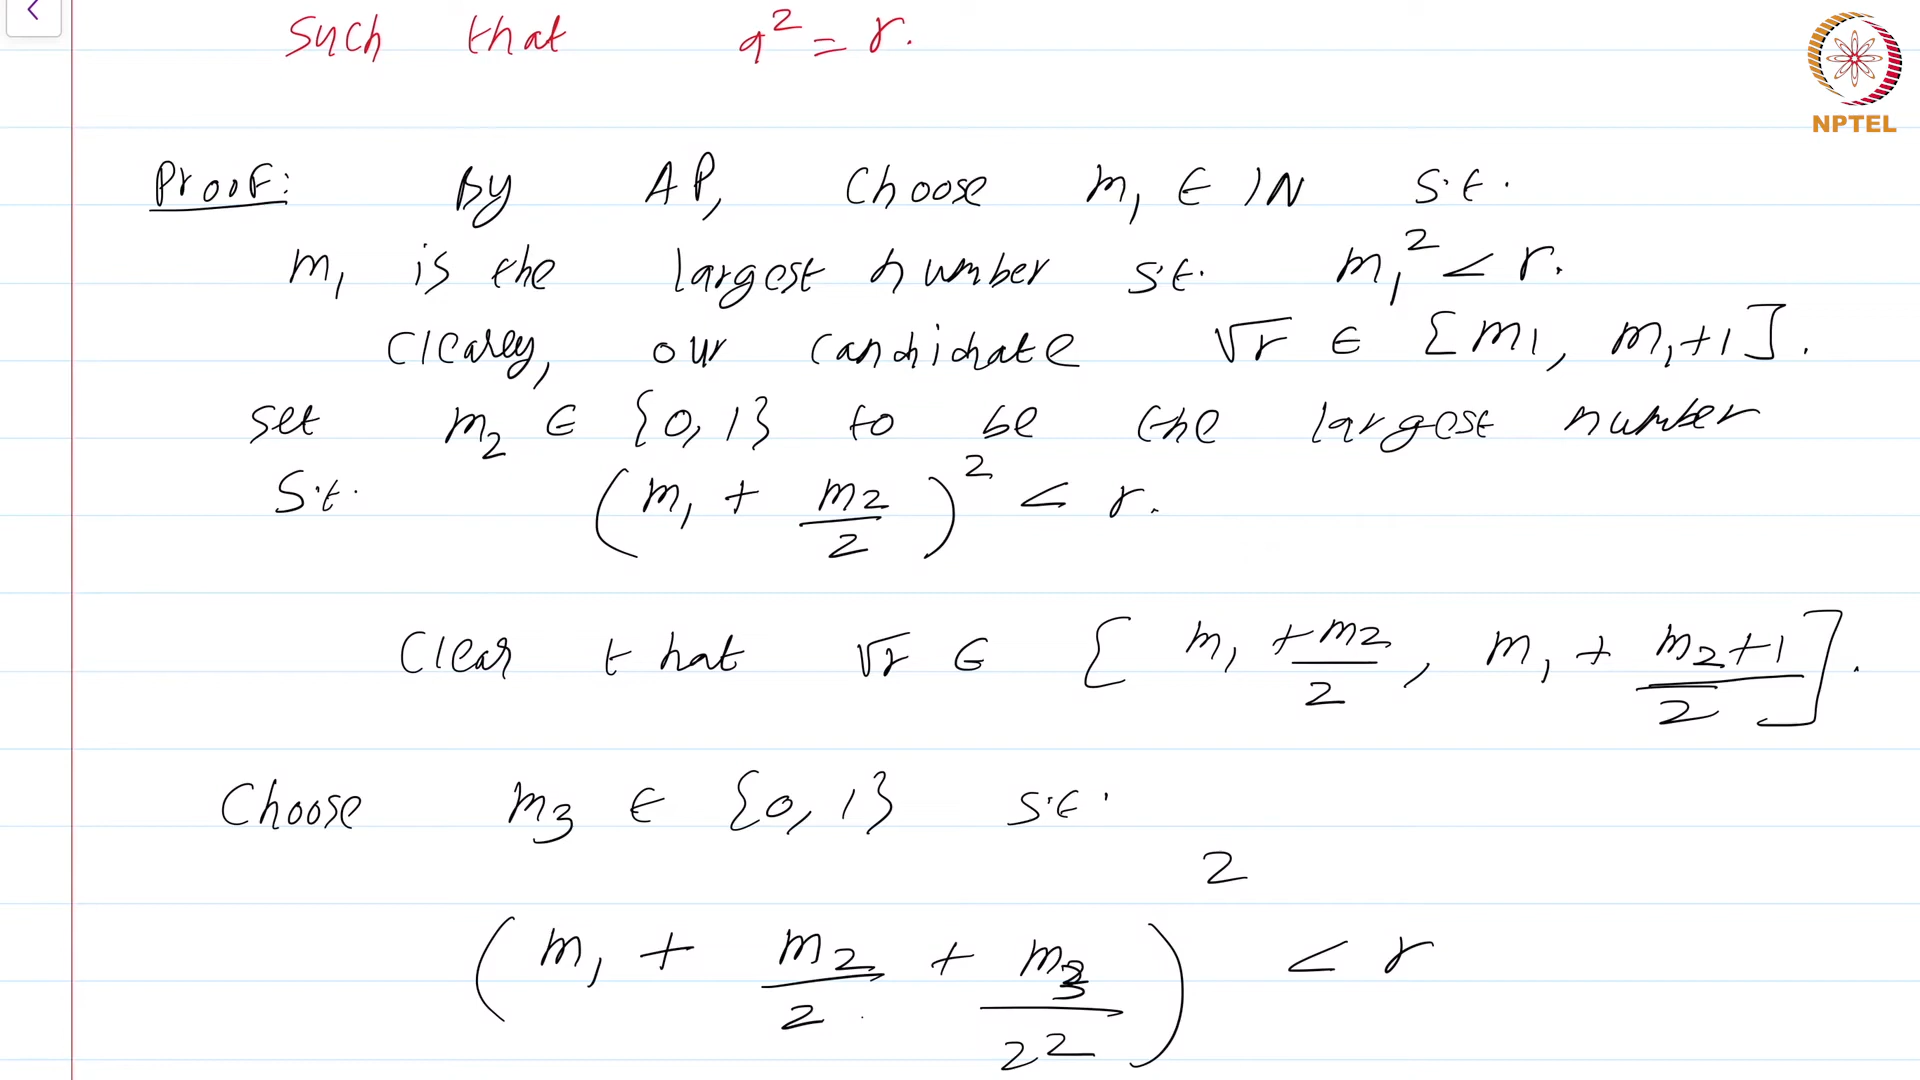 such that q² = r.
NPTEL
Proof: By AP, choose m₁ ∈ ℕ s.t.
m₁ is the largest number s.t. m₁² < r.
Clearly, our candidate √r ∈ [m1, m₁+1].
set m₂ ∈ {0, 1} to be the largest number
s.t. (m₁ + m2/2)² < r.
Clear that √r ∈ [m₁ + m2/2, m₁ + (m2+1)/2].
Choose m3 ∈ {0, 1} s.t.
(m₁ + m2/2 + m3/2²)² < r